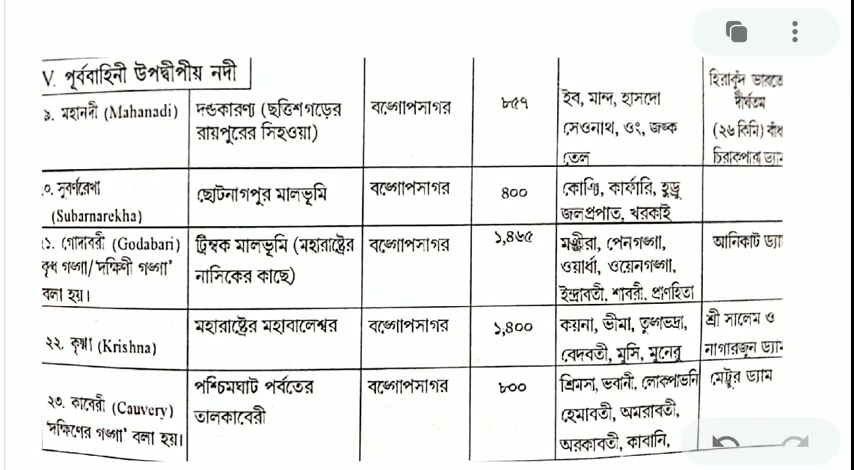 V. পূর্ববাহিনী উপদ্বীপীয় নদী
৯. মহানদী (Mahanadi)
দন্ডকারণ্য (ছত্তিশগড়ের
রায়পুরের সিহওয়া)
বঙ্গোপসাগর
৮৫৭
ইব, মান্দ, হাসদো
সেওনাথ, ওং, জঙ্ক
তেল
হিরাকুঁদ ভারতে
দীর্ঘতম
(২৬ কিমি) বাঁধ
চিরাকপার ড্যাম
০. সুবর্ণরেখা
(Subarnarekha)
ছোটনাগপুর মালভূমি
বঙ্গোপসাগর
৪০০
কোঞ্চি, কার্কারি, হুড্রু
জলপ্রপাত, খরকাই
২১. গোদাবরী (Godabari)
বৃধ গঙ্গা/'দক্ষিণী গঙ্গা'
বলা হয়।
ট্রিম্বক মালভূমি (মহারাষ্ট্রের
নাসিকের কাছে)
বঙ্গোপসাগর
১,৪৬৫
মঞ্জীরা, পেনগঙ্গা,
ওয়ার্ধা, ওয়েনগঙ্গা,
ইন্দ্রাবতী, শাবরী, প্রাণহিতা
আনিকাট ড্যা
২২. কৃষ্ণা (Krishna)
মহারাষ্ট্রের মহাবালেশ্বর
বঙ্গোপসাগর
১,৪০০
কয়না, ভীমা, তুঙ্গভদ্রা,
বেদবতী, মুসি, মুনেরু
শ্রী সালেম ও
নাগার্জুন ড্যাম
২৩. কাবেরী (Cauvery)
'দক্ষিণের গঙ্গা' বলা হয়।
পশ্চিমঘাট পর্বতের
তালকাবেরী
বঙ্গোপসাগর
৮০০
শ্রিমসা, ভবানী, লোকপাভনি
হেমাবতী, অমরাবতী,
অরকাবতী, কাবানি,
মেট্টুর ড্যাম